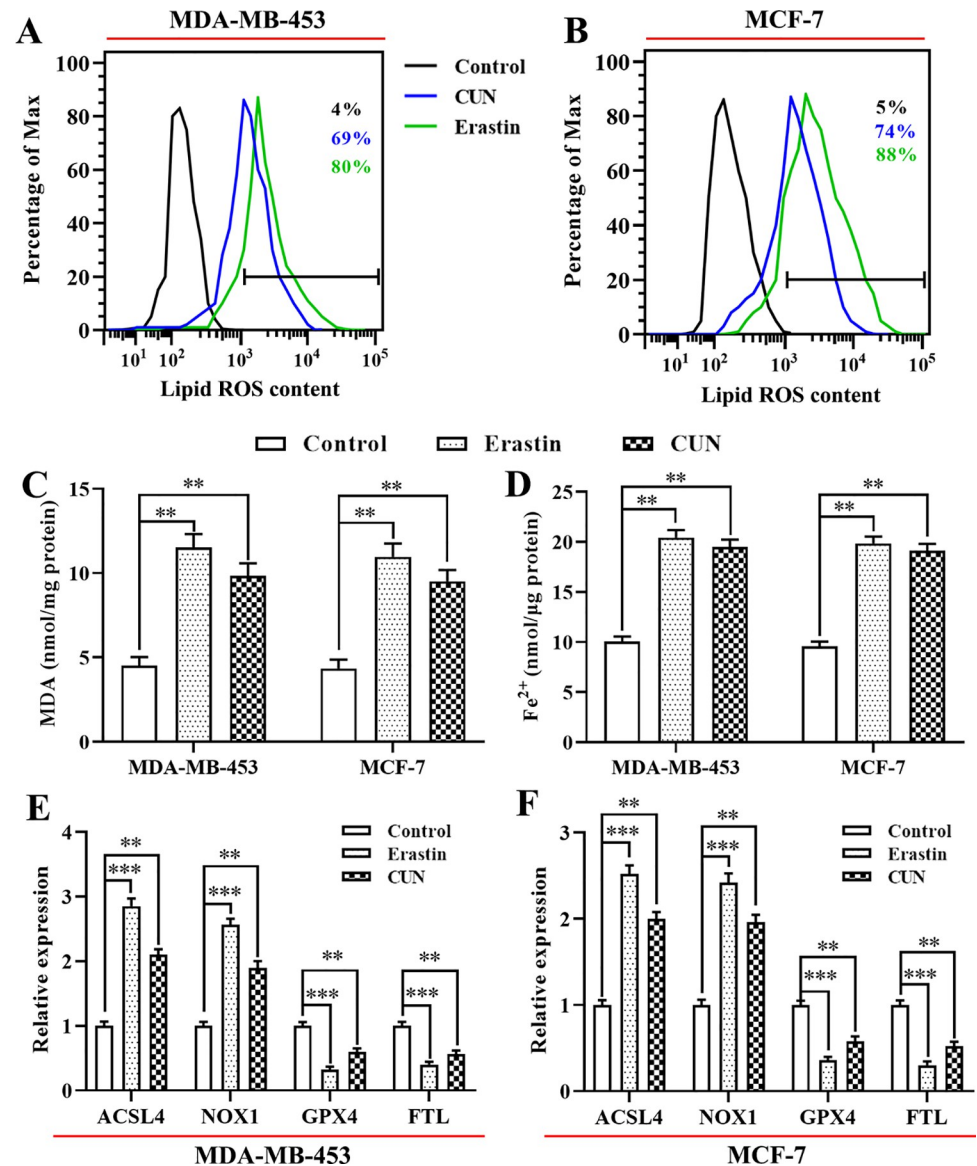 A
MDA-MB-453
100
80
60
40
20
0
Percentage of Max
4%
69%
80%
10¹ 10² 10³ 10⁴ 10⁵
Lipid ROS content
Control
CUN
Erastin
B
MCF-7
100
80
60
40
20
0
Percentage of Max
5%
74%
88%
10¹ 10² 10³ 10⁴ 10⁵
Lipid ROS content
Control Erastin CUN
C
15
10
5
0
MDA (nmol/mg protein)
** ** ** **
MDA-MB-453 MCF-7
D
25
20
15
10
5
0
Fe²⁺ (nmol/μg protein)
** ** ** **
MDA-MB-453 MCF-7
E
4
3
2
1
0
Relative expression
Control
Erastin
CUN
** ** ** **
*** *** *** ***
ACSL4 NOX1 GPX4 FTL
MDA-MB-453
F
3
2
1
0
Relative expression
Control
Erastin
CUN
** ** ** **
*** *** *** ***
ACSL4 NOX1 GPX4 FTL
MCF-7